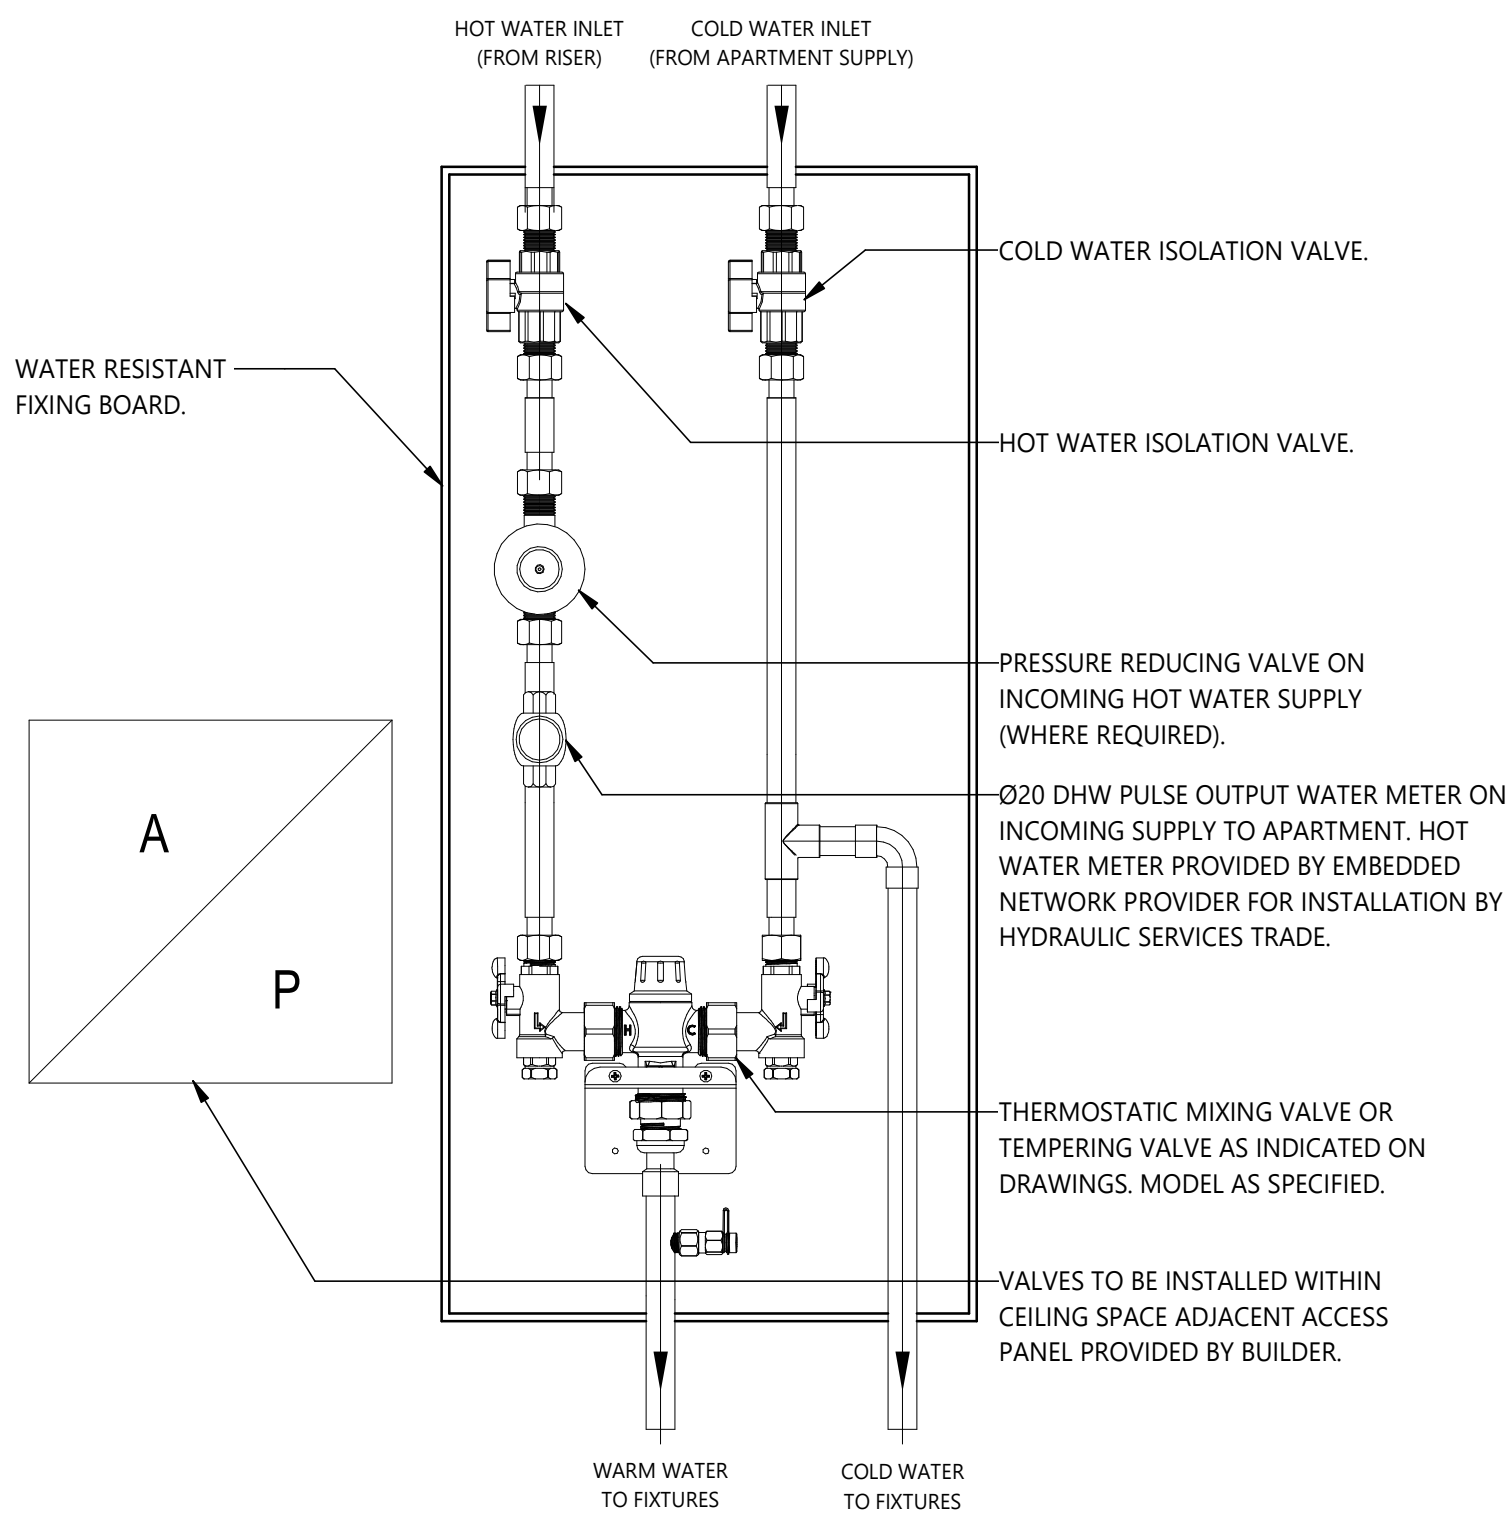 HOT WATER INLET
(FROM RISER)
COLD WATER INLET
(FROM APARTMENT SUPPLY)
COLD WATER ISOLATION VALVE.
WATER RESISTANT
FIXING BOARD.
HOT WATER ISOLATION VALVE.
PRESSURE REDUCING VALVE ON
INCOMING HOT WATER SUPPLY
(WHERE REQUIRED).
Ø20 DHW PULSE OUTPUT WATER METER ON
INCOMING SUPPLY TO APARTMENT. HOT
WATER METER PROVIDED BY EMBEDDED
NETWORK PROVIDER FOR INSTALLATION BY
HYDRAULIC SERVICES TRADE.
A
P
H C
THERMOSTATIC MIXING VALVE OR
TEMPERING VALVE AS INDICATED ON
DRAWINGS. MODEL AS SPECIFIED.
VALVES TO BE INSTALLED WITHIN
CEILING SPACE ADJACENT ACCESS
PANEL PROVIDED BY BUILDER.
WARM WATER
TO FIXTURES
COLD WATER
TO FIXTURES